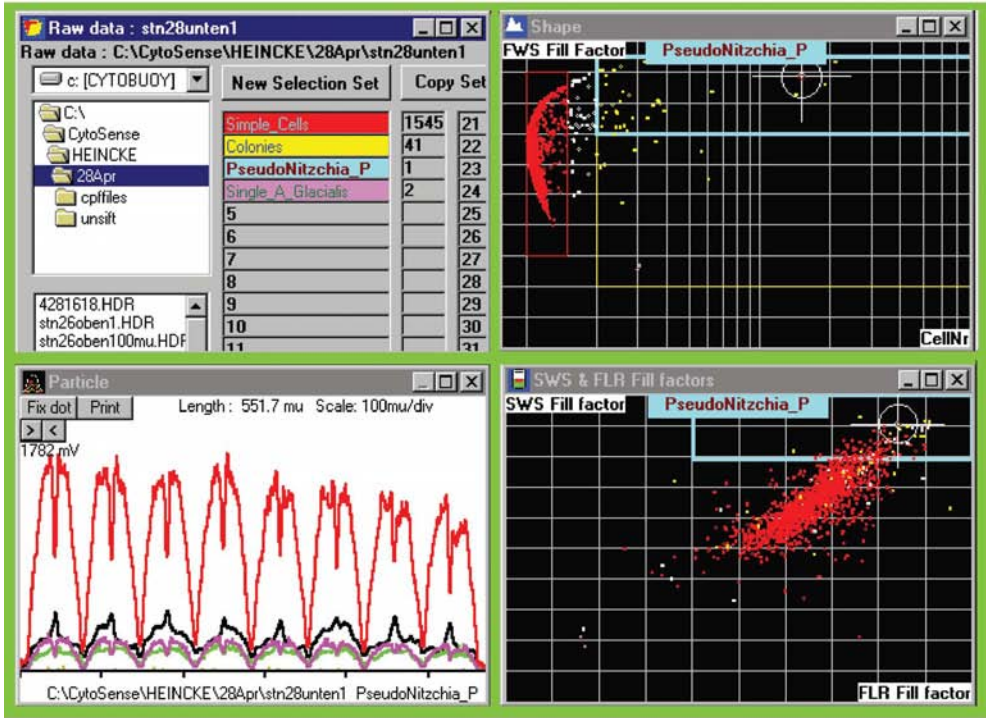 Raw data : stn28unten1
Raw data : C:\CytoSense\HEINCKE\28Apr\stn28unten1
c: [CYTOBUOY]
New Selection Set
Copy Set
C:\
CytoSense
HEINCKE
28Apr
cpffiles
unsift
Simple_Cells 1545 21
Colonies 41 22
PseudoNitzchia_P 1 23
Single_A_Glacialis 2 24
5 25
6 26
7 27
8 28
9 29
10 30
11 31
4281618.HDR
stn26oben1.HDR
stn26oben100mu.HDF
Shape
FWS Fill Factor
PseudoNitzchia_P
CellNr
Particle
Fix dot Print Length : 551.7 mu Scale: 100mu/div
> <
1782 mV
C:\CytoSense\HEINCKE\28Apr\stn28unten1 PseudoNitzchia_P
SWS & FLR Fill factors
SWS Fill factor
PseudoNitzchia_P
FLR Fill factor